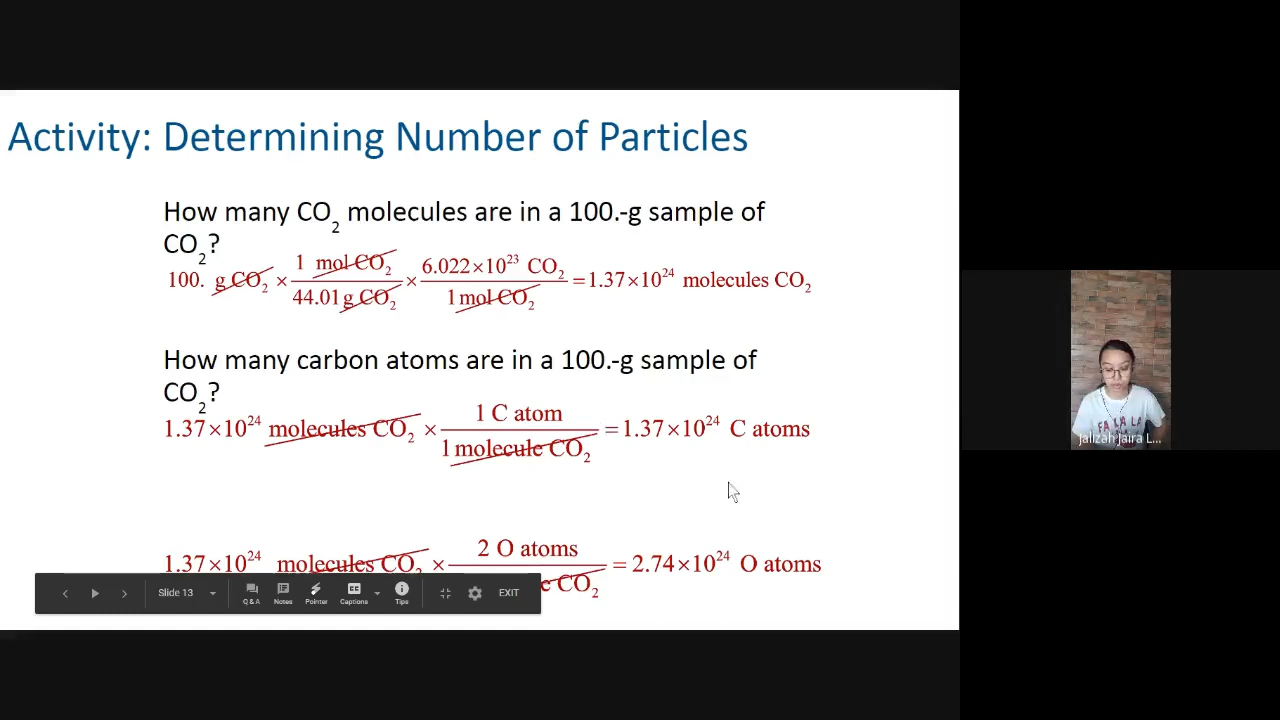 Activity: Determining Number of Particles
How many CO₂ molecules are in a 100.-g sample of
CO₂?
100. g CO₂ × 1 mol CO₂ / 44.01 g CO₂ × 6.022×10²³ CO₂ / 1 mol CO₂ = 1.37×10²⁴ molecules CO₂
How many carbon atoms are in a 100.-g sample of
CO₂?
1.37×10²⁴ molecules CO₂ × 1 C atom / 1 molecule CO₂ = 1.37×10²⁴ C atoms
jalizah jaira L...
FA LA LA
1.37×10²⁴ molecules CO₂ × 2 O atoms / e CO₂ = 2.74×10²⁴ O atoms
Slide 13
Q & A
Notes
Pointer
Captions
Tips
EXIT